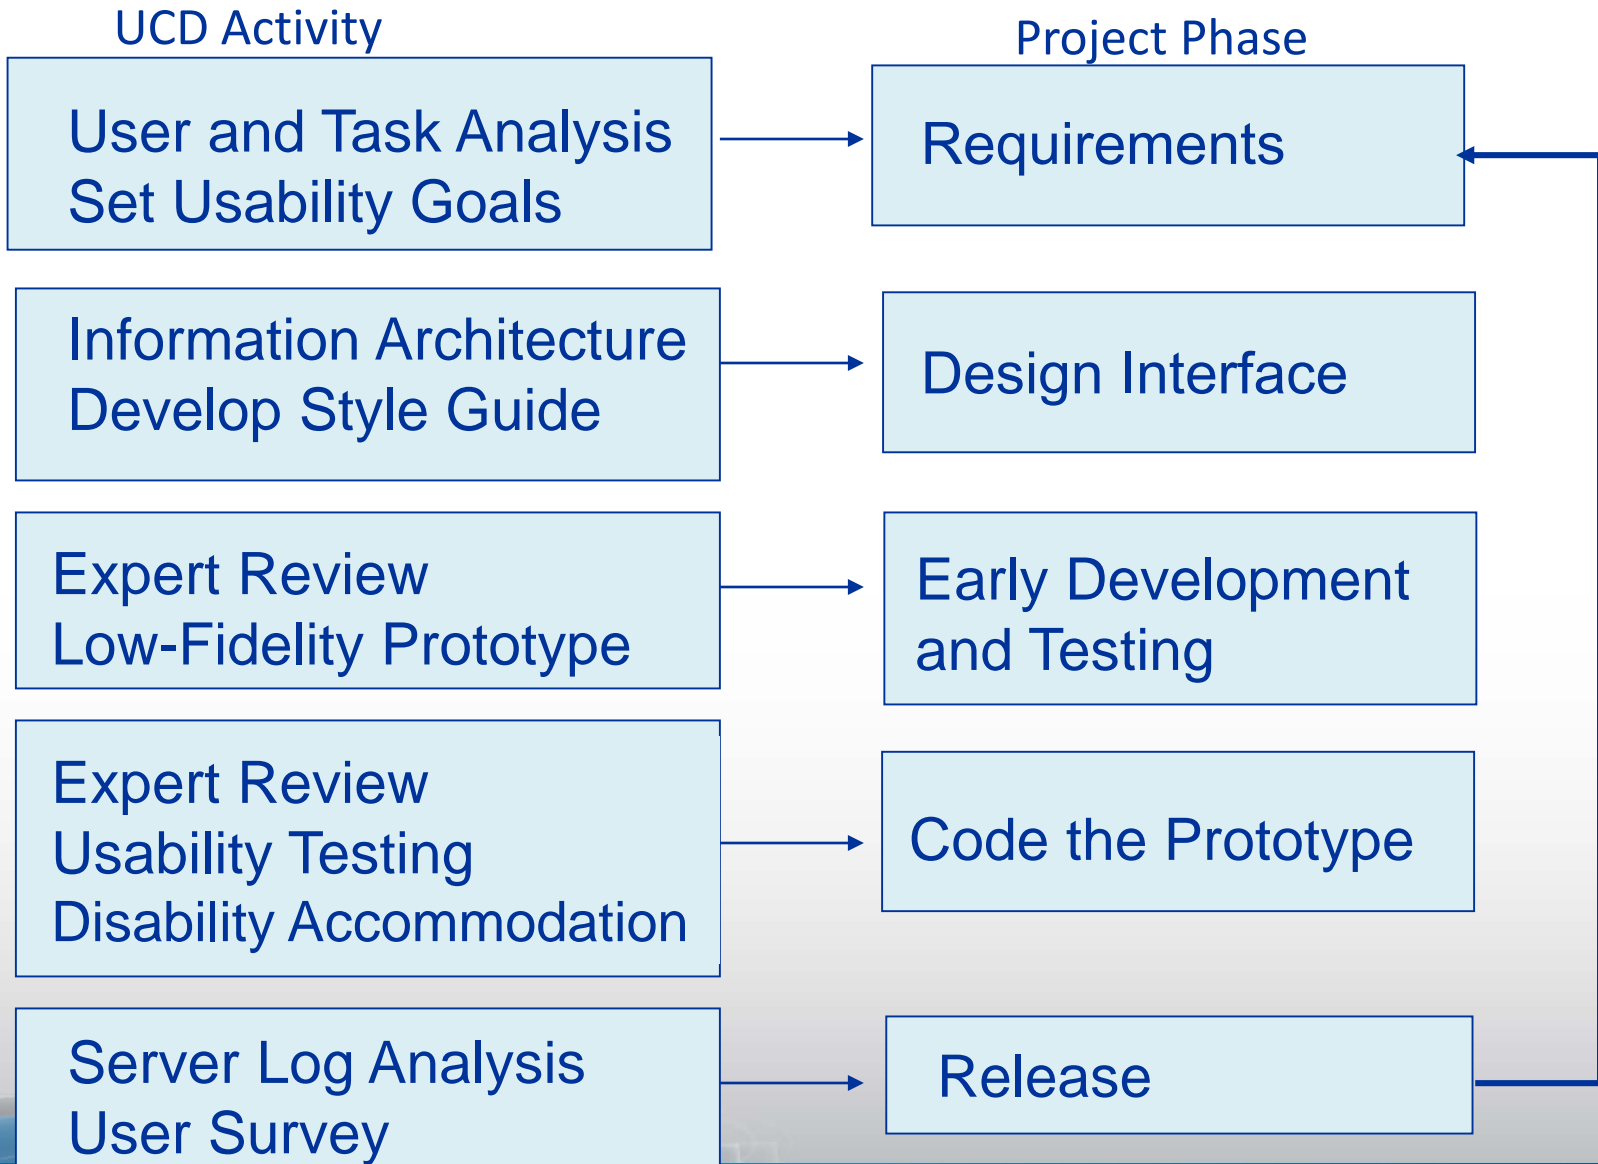 UCD Activity
Project Phase
User and Task Analysis
Set Usability Goals
Requirements
Information Architecture
Develop Style Guide
Design Interface
Expert Review
Low-Fidelity Prototype
Early Development
and Testing
Expert Review
Usability Testing
Disability Accommodation
Code the Prototype
Server Log Analysis
User Survey
Release